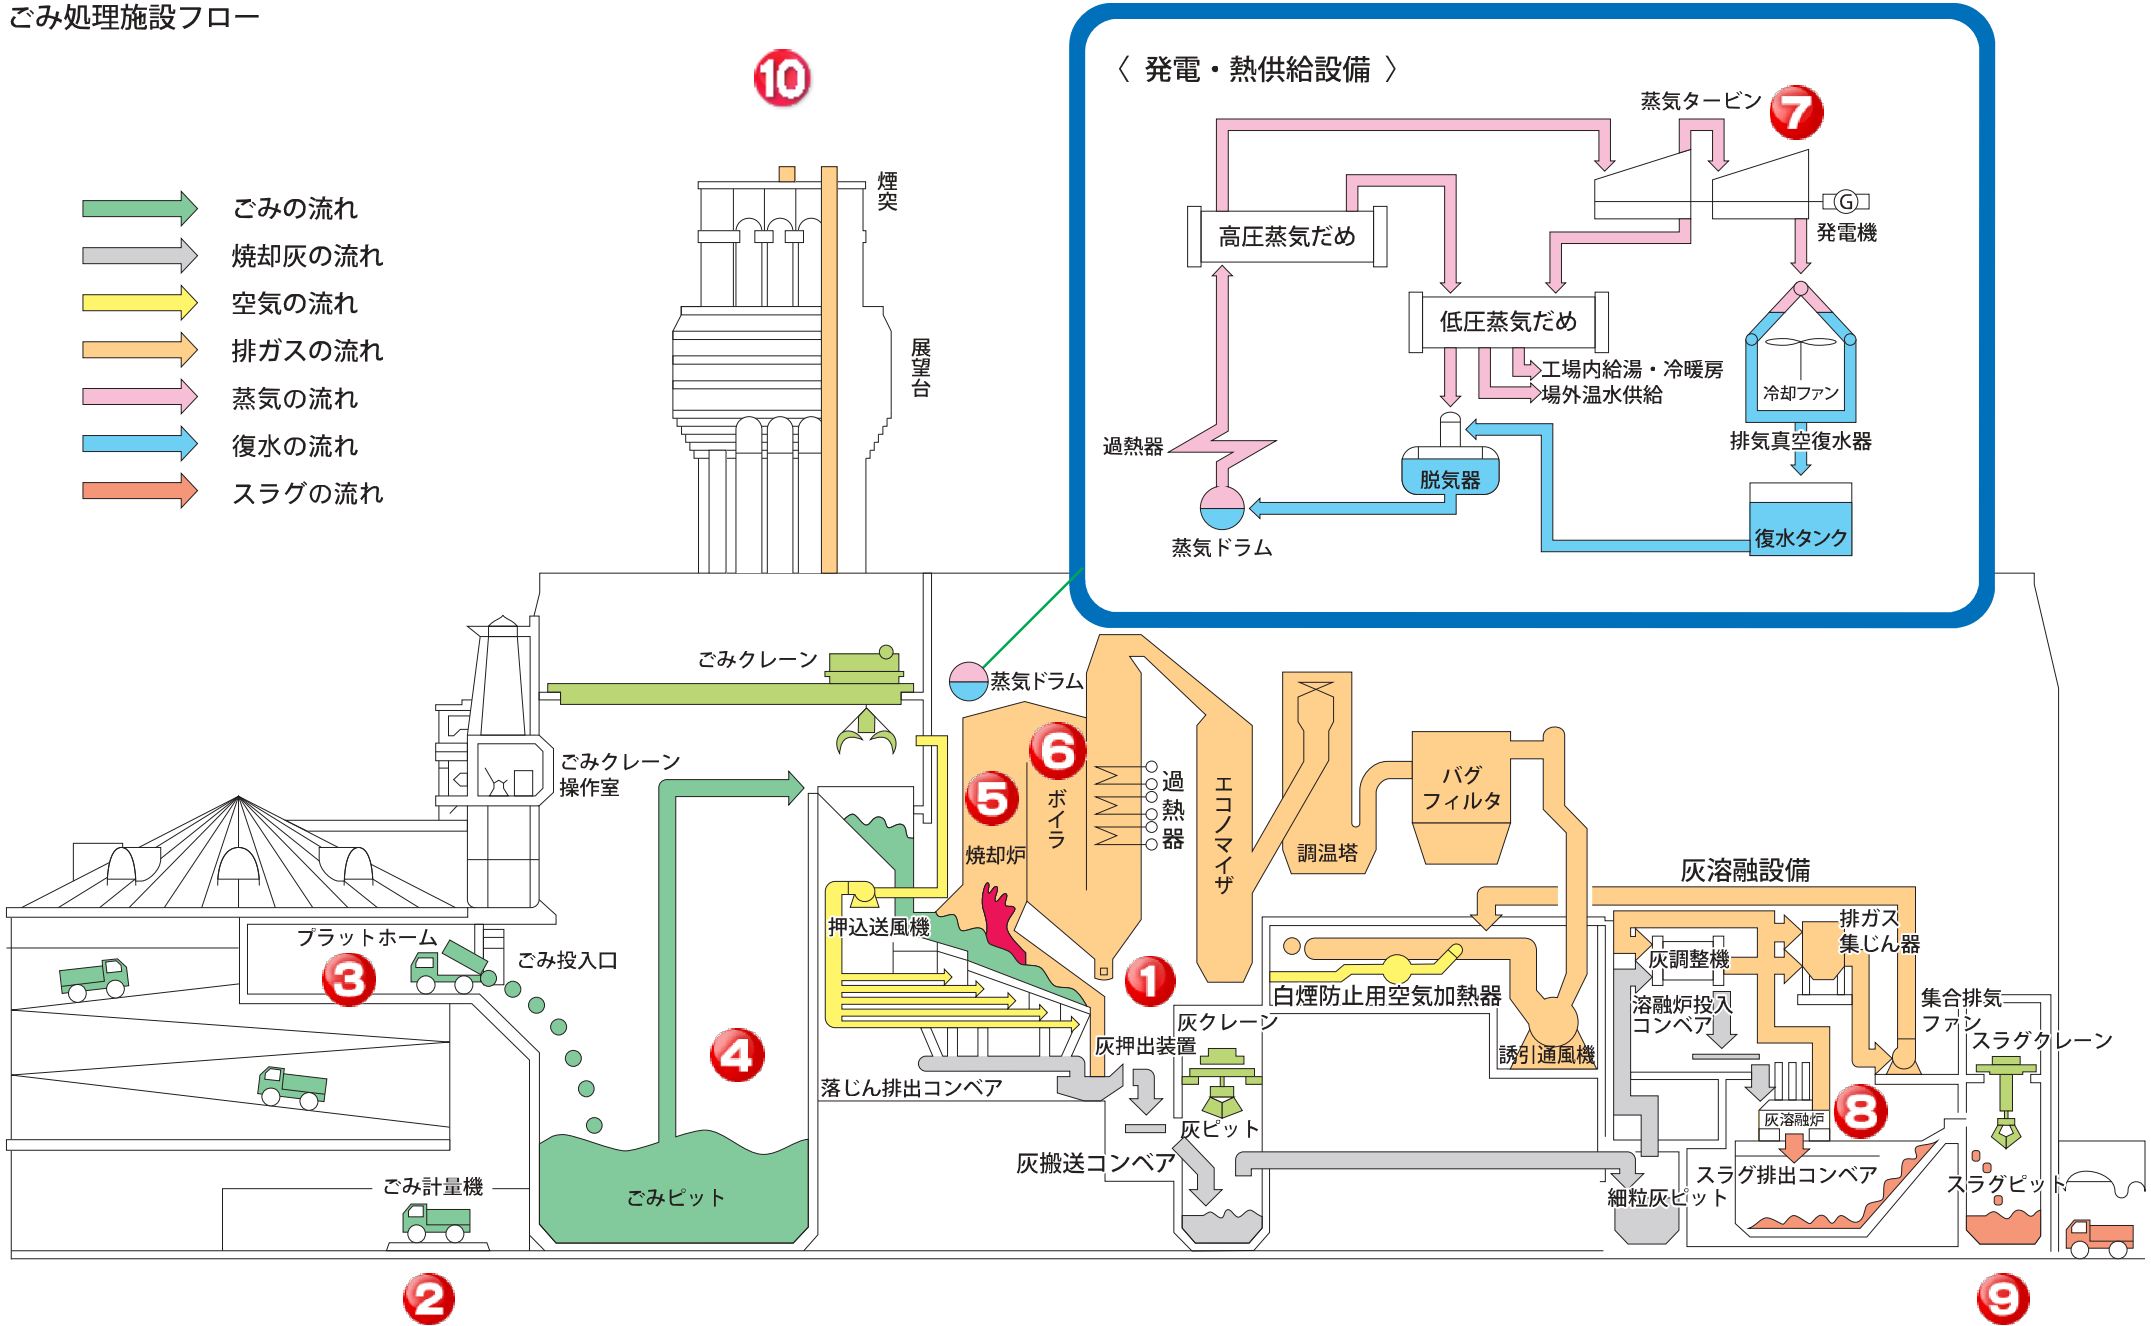 ごみ処理施設フロー
10
〈 発電・熱供給設備 〉
蒸気タービン
7
煙突
ごみの流れ
焼却灰の流れ
空気の流れ
排ガスの流れ
蒸気の流れ
復水の流れ
スラグの流れ
高圧蒸気だめ
G
発電機
低圧蒸気だめ
展望台
工場内給湯・冷暖房
場外温水供給
冷却ファン
過熱器
排気真空復水器
脱気器
復水タンク
蒸気ドラム
ごみクレーン
蒸気ドラム
ごみクレーン
操作室
6
5
ボイラ
過熱器
エコノマイザ
バグ
フィルタ
焼却炉
調温塔
灰溶融設備
押込送風機
プラットホーム
3
ごみ投入口
排ガス
集じん器
灰調整機
1
白煙防止用空気加熱器
溶融炉投入
コンベア
集合排気
ファン
灰クレーン
灰押出装置
誘引通風機
スラグクレーン
4
落じん排出コンベア
8
灰溶融炉
灰ピット
灰搬送コンベア
スラグ排出コンベア
スラグピット
ごみ計量機
ごみピット
細粒灰ピット
2
9